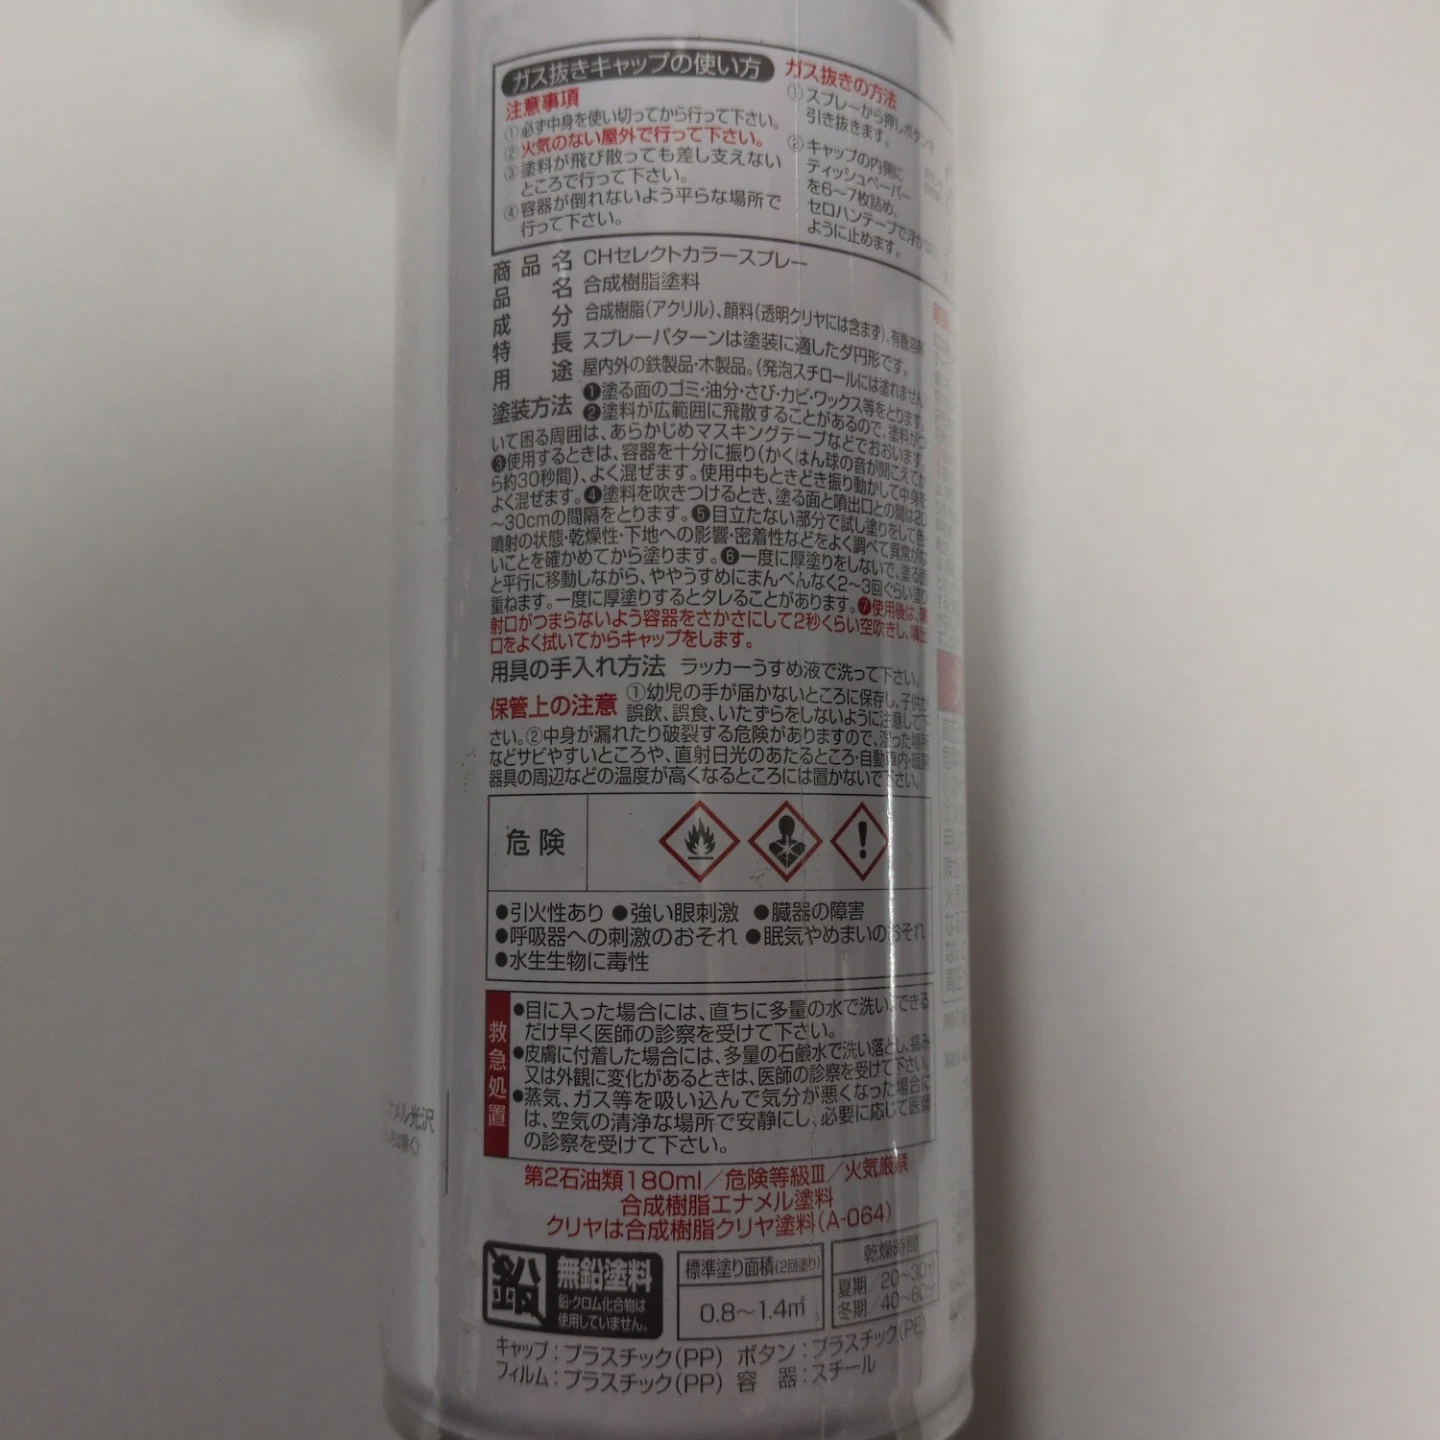 ガス抜きキャップの使い方
注意事項
①必ず中身を使い切ってから行って下さい。
②火気のない屋外で行って下さい。
③塗料が飛び散っても差し支えない
ところで行って下さい。
④容器が倒れないよう平らな場所で
行って下さい。
ガス抜きの方法
①スプレーから押しボタンを
引き抜きます。
②キャップの内側に
ティッシュペーパー
を6〜7枚詰め、
セロハンテープで浮か
ように止めます。
商品名 CHセレクトカラースプレー
品名 合成樹脂塗料
成分 合成樹脂(アクリル)、顔料(透明クリヤには含まず)、有機溶剤
特長 スプレーパターンは塗装に適したダ円形です。
用途 屋内外の鉄製品・木製品。(発泡スチロールには塗れません)
塗装方法 ❶塗る面のゴミ・油分・さび・カビ・ワックス等をとります。
❷塗料が広範囲に飛散することがあるので、塗料がつ
いて困る周囲は、あらかじめマスキングテープなどでおおいます。
❸使用するときは、容器を十分に振り(かくはん球の音が聞こえてか
ら約30秒間)、よく混ぜます。使用中もときどき振り動かして中身を
よく混ぜます。❹塗料を吹きつけるとき、塗る面と噴出口との間は20
〜30cmの間隔をとります。❺目立たない部分で試し塗りをして色・
噴射の状態・乾燥性・下地への影響・密着性などをよく調べて異常がな
いことを確かめてから塗ります。❻一度に厚塗りをしないで、塗る面
と平行に移動しながら、ややうすめにまんべんなく2〜3回ぐらい塗り
重ねます。一度に厚塗りするとタレることがあります。❼使用後は、噴
射口がつまらないよう容器をさかさにして2秒くらい空吹きし、噴出
口をよく拭いてからキャップをします。
用具の手入れ方法 ラッカーうすめ液で洗って下さい。
保管上の注意 ①幼児の手が届かないところに保存し、子供が
誤飲、誤食、いたずらをしないように注意して下
さい。②中身が漏れたり破裂する危険がありますので、湿った場所
などサビやすいところや、直射日光のあたるところ・自動車内・暖房
器具の周辺などの温度が高くなるところには置かないで下さい。
危険
●引火性あり ●強い眼刺激 ●臓器の障害
●呼吸器への刺激のおそれ ●眠気やめまいのおそれ
●水生生物に毒性
救急処置
●目に入った場合には、直ちに多量の水で洗い、できる
だけ早く医師の診察を受けて下さい。
●皮膚に付着した場合には、多量の石鹸水で洗い落とし、痛み
又は外観に変化があるときは、医師の診察を受けて下さい。
●蒸気、ガス等を吸い込んで気分が悪くなった場合に
は、空気の清浄な場所で安静にし、必要に応じて医師
の診察を受けて下さい。
第2石油類180ml/危険等級Ⅲ/火気厳禁
合成樹脂エナメル塗料
クリヤは合成樹脂クリヤ塗料(A-064)
鉛
無鉛塗料
鉛・クロム化合物は
使用していません。
標準塗り面積(2回塗り)
0.8〜1.4㎡
乾燥時間
夏期/20〜30分
冬期/40〜60分
キャップ:プラスチック(PP) ボタン:プラスチック(PE)
フィルム:プラスチック(PP) 容器:スチール
ナメル光沢